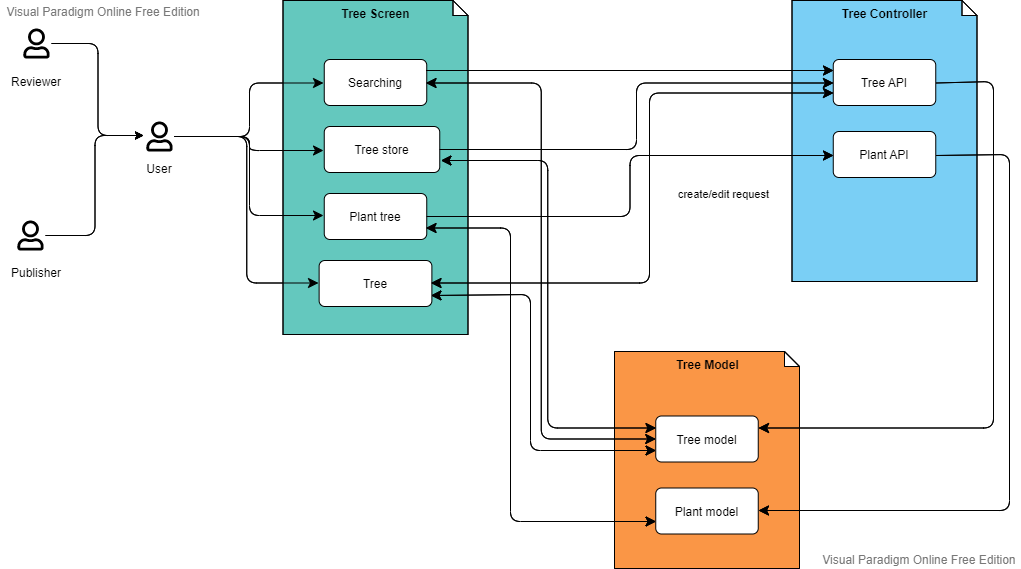 Visual Paradigm Online Free Edition
Reviewer
User
Publisher
Tree Screen
Searching
Tree store
Plant tree
Tree
Tree Controller
Tree API
Plant API
create/edit request
Tree Model
Tree model
Plant model
Visual Paradigm Online Free Edition